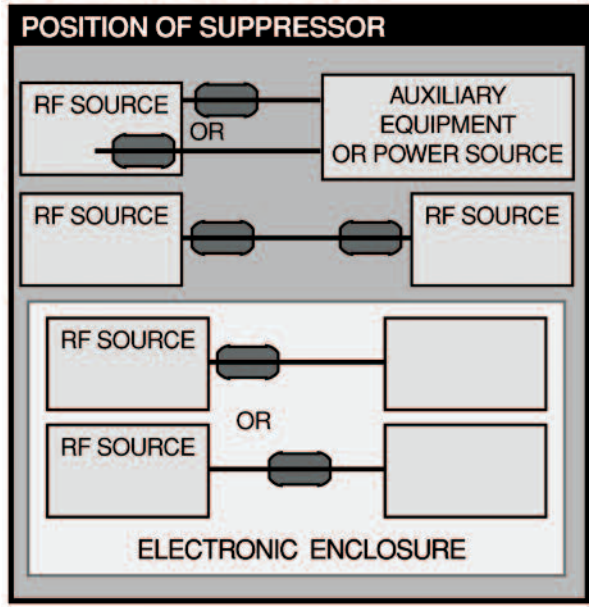 POSITION OF SUPPRESSOR
RF SOURCE
OR
AUXILIARY
EQUIPMENT
OR POWER SOURCE
RF SOURCE
RF SOURCE
RF SOURCE
OR
RF SOURCE
ELECTRONIC ENCLOSURE